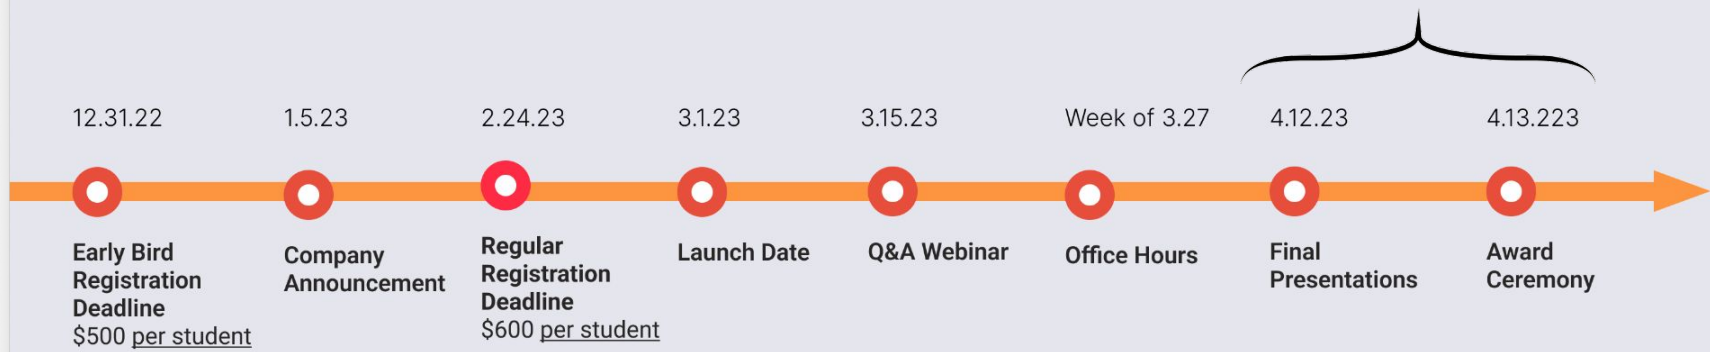 12.31.22
1.5.23
2.24.23
3.1.23
3.15.23
Week of 3.27
4.12.23
4.13.223
Early Bird
Registration
Deadline
$500 per student
Company
Announcement
Regular
Registration
Deadline
$600 per student
Launch Date
Q&A Webinar
Office Hours
Final
Presentations
Award
Ceremony